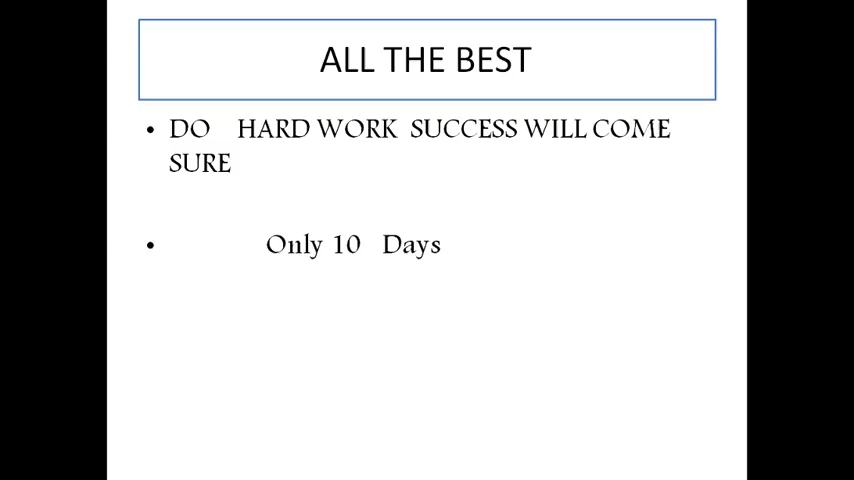 ALL THE BEST
• DO HARD WORK SUCCESS WILL COME
SURE
• Only 10 Days